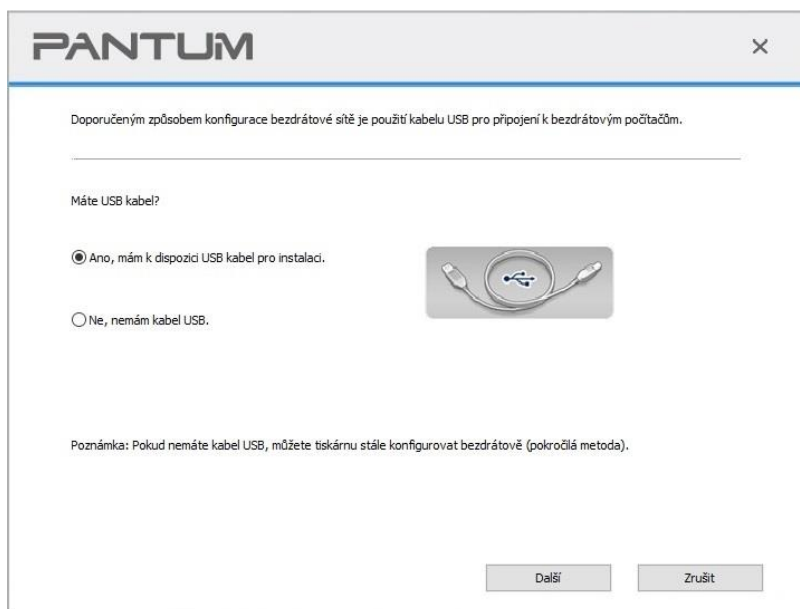 PANTUM
Doporučeným způsobem konfigurace bezdrátové sítě je použití kabelu USB pro připojení k bezdrátovým počítačům.
Máte USB kabel?
Ano, mám k dispozici USB kabel pro instalaci.
Ne, nemám kabel USB.
Poznámka: Pokud nemáte kabel USB, můžete tiskárnu stále konfigurovat bezdrátově (pokročilá metoda).
Další
Zrušit